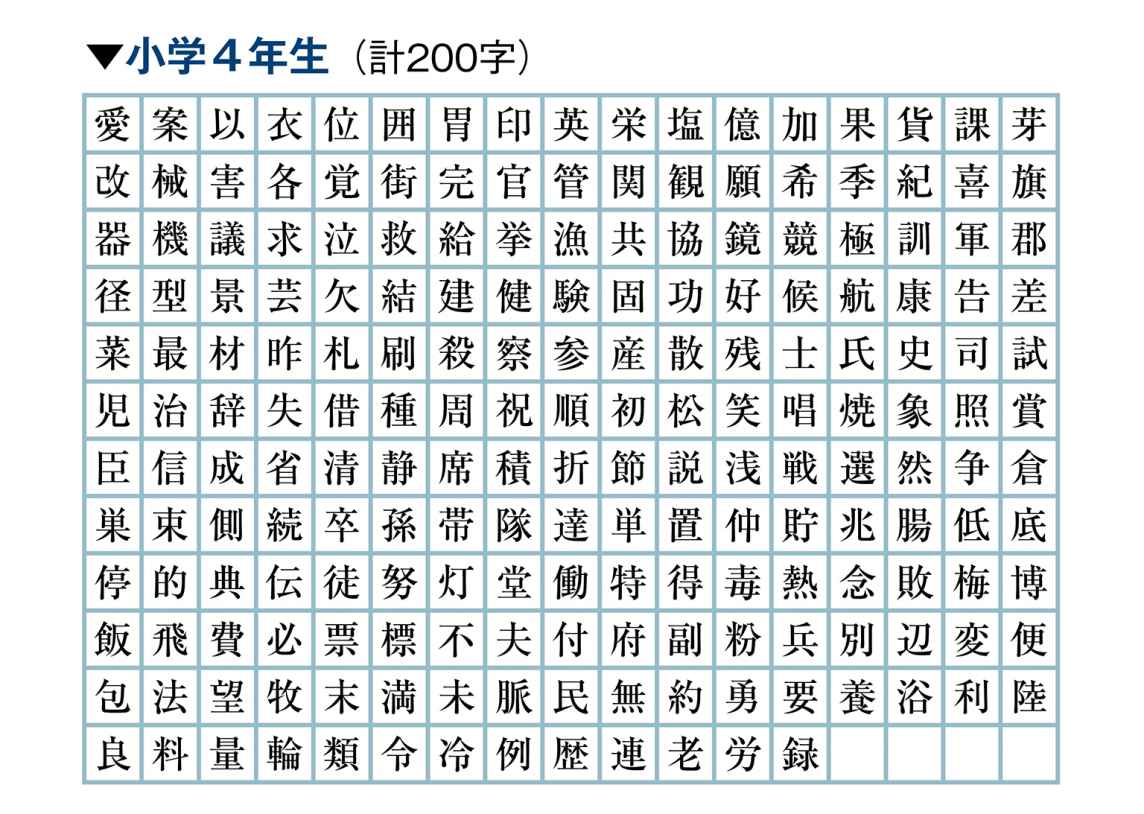 ▼小学4年生（計200字）
愛案以衣位囲胃印英栄塩億加果貨課芽
改械害各覚街完官管関観願希季紀喜旗
器機議求泣救給挙漁共協鏡競極訓軍郡
径型景芸欠結建健験固功好候航康告差
菜最材昨札刷殺察参産散残士氏史司試
児治辞失借種周祝順初松笑唱焼象照賞
臣信成省清静席積折節説浅戦選然争倉
巣束側続卒孫帯隊達単置仲貯兆腸低底
停的典伝徒努灯堂働特得毒熱念敗梅博
飯飛費必票標不夫付府副粉兵別辺変便
包法望牧末満未脈民無約勇要養浴利陸
良料量輪類令冷例歴連老労録